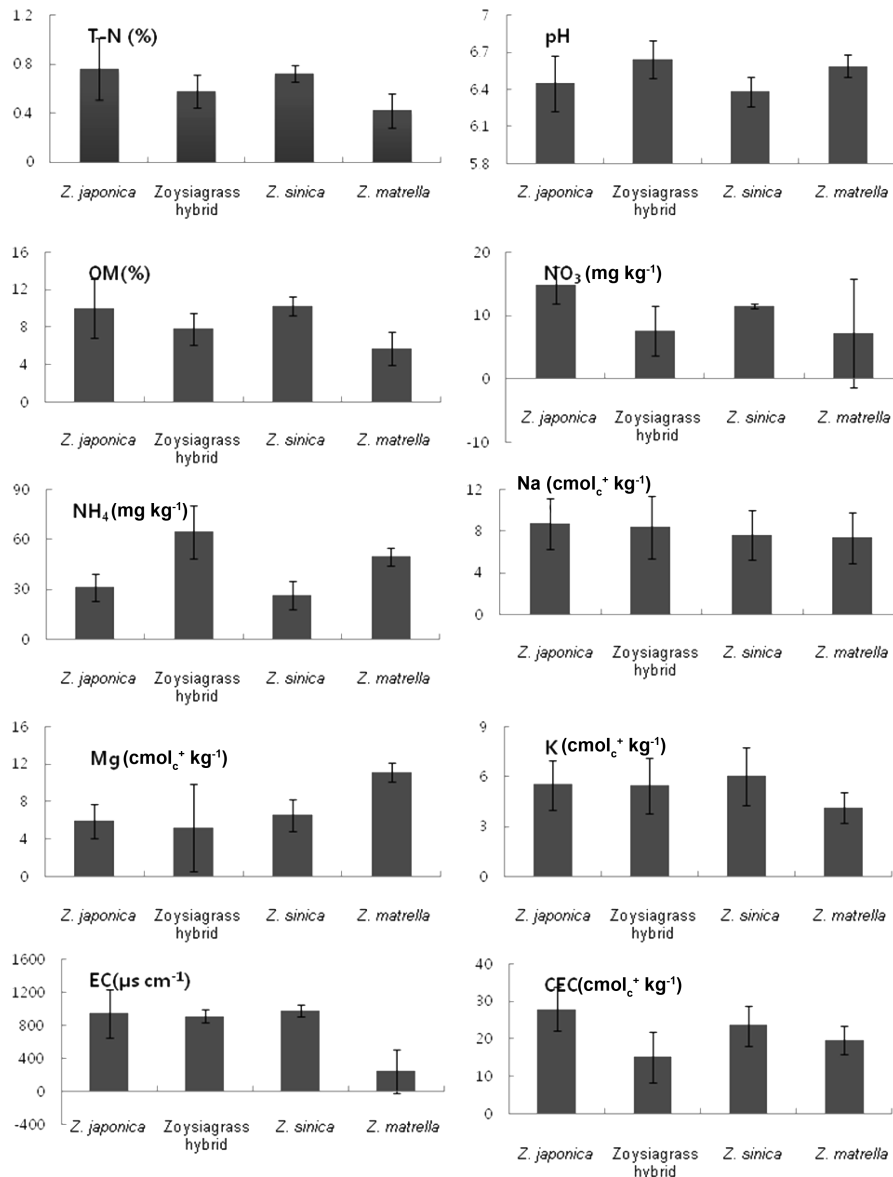 T-N (%)
1.2
0.8
0.4
0
Z. japonica Zoysiagrass hybrid Z. sinica Z. matrella
pH
7
6.7
6.4
6.1
5.8
Z. japonica Zoysiagrass hybrid Z. sinica Z. matrella
OM(%)
16
12
8
4
0
Z. japonica Zoysiagrass hybrid Z. sinica Z. matrella
NO₃ (mg kg⁻¹)
20
10
0
-10
Z. japonica Zoysiagrass hybrid Z. sinica Z. matrella
NH₄ (mg kg⁻¹)
90
60
30
0
Z. japonica Zoysiagrass hybrid Z. sinica Z. matrella
Na (cmol꜀⁺ kg⁻¹)
12
8
4
0
Z. japonica Zoysiagrass hybrid Z. sinica Z. matrella
Mg (cmol꜀⁺ kg⁻¹)
16
12
8
4
0
Z. japonica Zoysiagrass hybrid Z. sinica Z. matrella
K (cmol꜀⁺ kg⁻¹)
9
6
3
0
Z. japonica Zoysiagrass hybrid Z. sinica Z. matrella
EC(µs cm⁻¹)
1600
1200
800
400
0
-400
Z. japonica Zoysiagrass hybrid Z. sinica Z. matrella
CEC(cmol꜀⁺ kg⁻¹)
40
30
20
10
0
Z. japonica Zoysiagrass hybrid Z. sinica Z. matrella